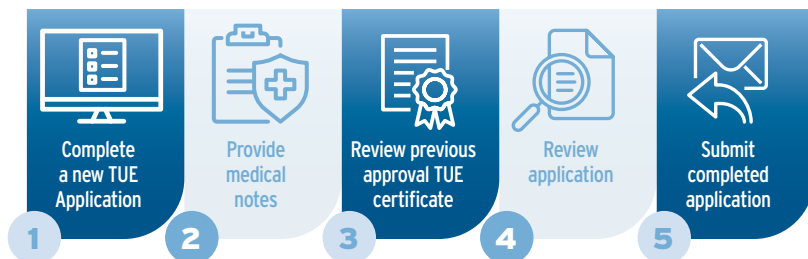 Complete
a new TUE
Application
1
Provide
medical
notes
2
Review previous
approval TUE
certificate
3
Review
application
4
Submit
completed
application
5